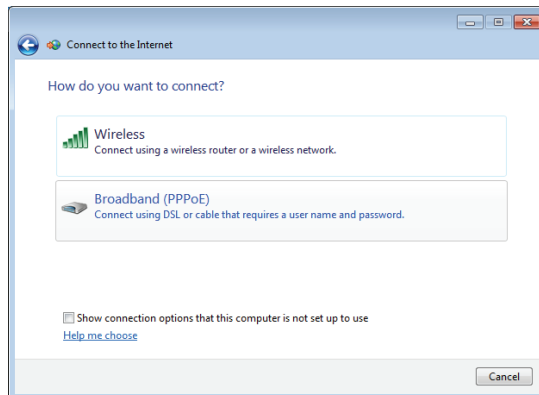 Connect to the Internet
How do you want to connect?
Wireless
Connect using a wireless router or a wireless network.
Broadband (PPPoE)
Connect using DSL or cable that requires a user name and password.
Show connection options that this computer is not set up to use
Help me choose
Cancel